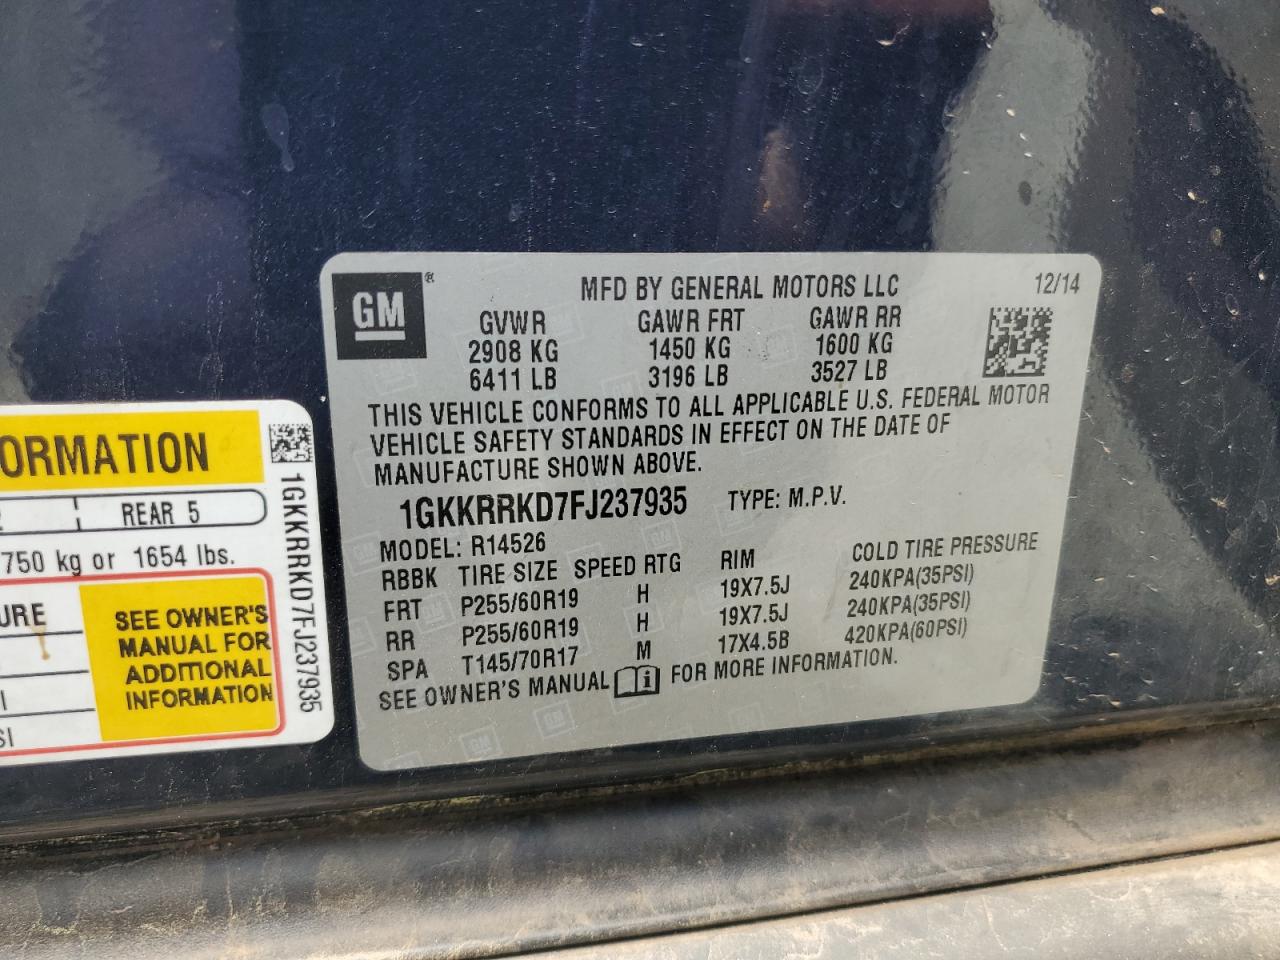 GM ®
MFD BY GENERAL MOTORS LLC 12/14
GVWR GAWR FRT GAWR RR
2908 KG 1450 KG 1600 KG
6411 LB 3196 LB 3527 LB
THIS VEHICLE CONFORMS TO ALL APPLICABLE U.S. FEDERAL MOTOR
VEHICLE SAFETY STANDARDS IN EFFECT ON THE DATE OF
MANUFACTURE SHOWN ABOVE.
1GKKRRKD7FJ237935 TYPE: M.P.V.
MODEL: R14526
RBBK TIRE SIZE SPEED RTG RIM COLD TIRE PRESSURE
FRT P255/60R19 H 19X7.5J 240KPA(35PSI)
RR P255/60R19 H 19X7.5J 240KPA(35PSI)
SPA T145/70R17 M 17X4.5B 420KPA(60PSI)
SEE OWNER'S MANUAL i FOR MORE INFORMATION.
ORMATION
REAR 5
750 kg or 1654 lbs.
URE
SEE OWNER'S
MANUAL FOR
ADDITIONAL
INFORMATION
SI
1GKKRRKD7FJ237935